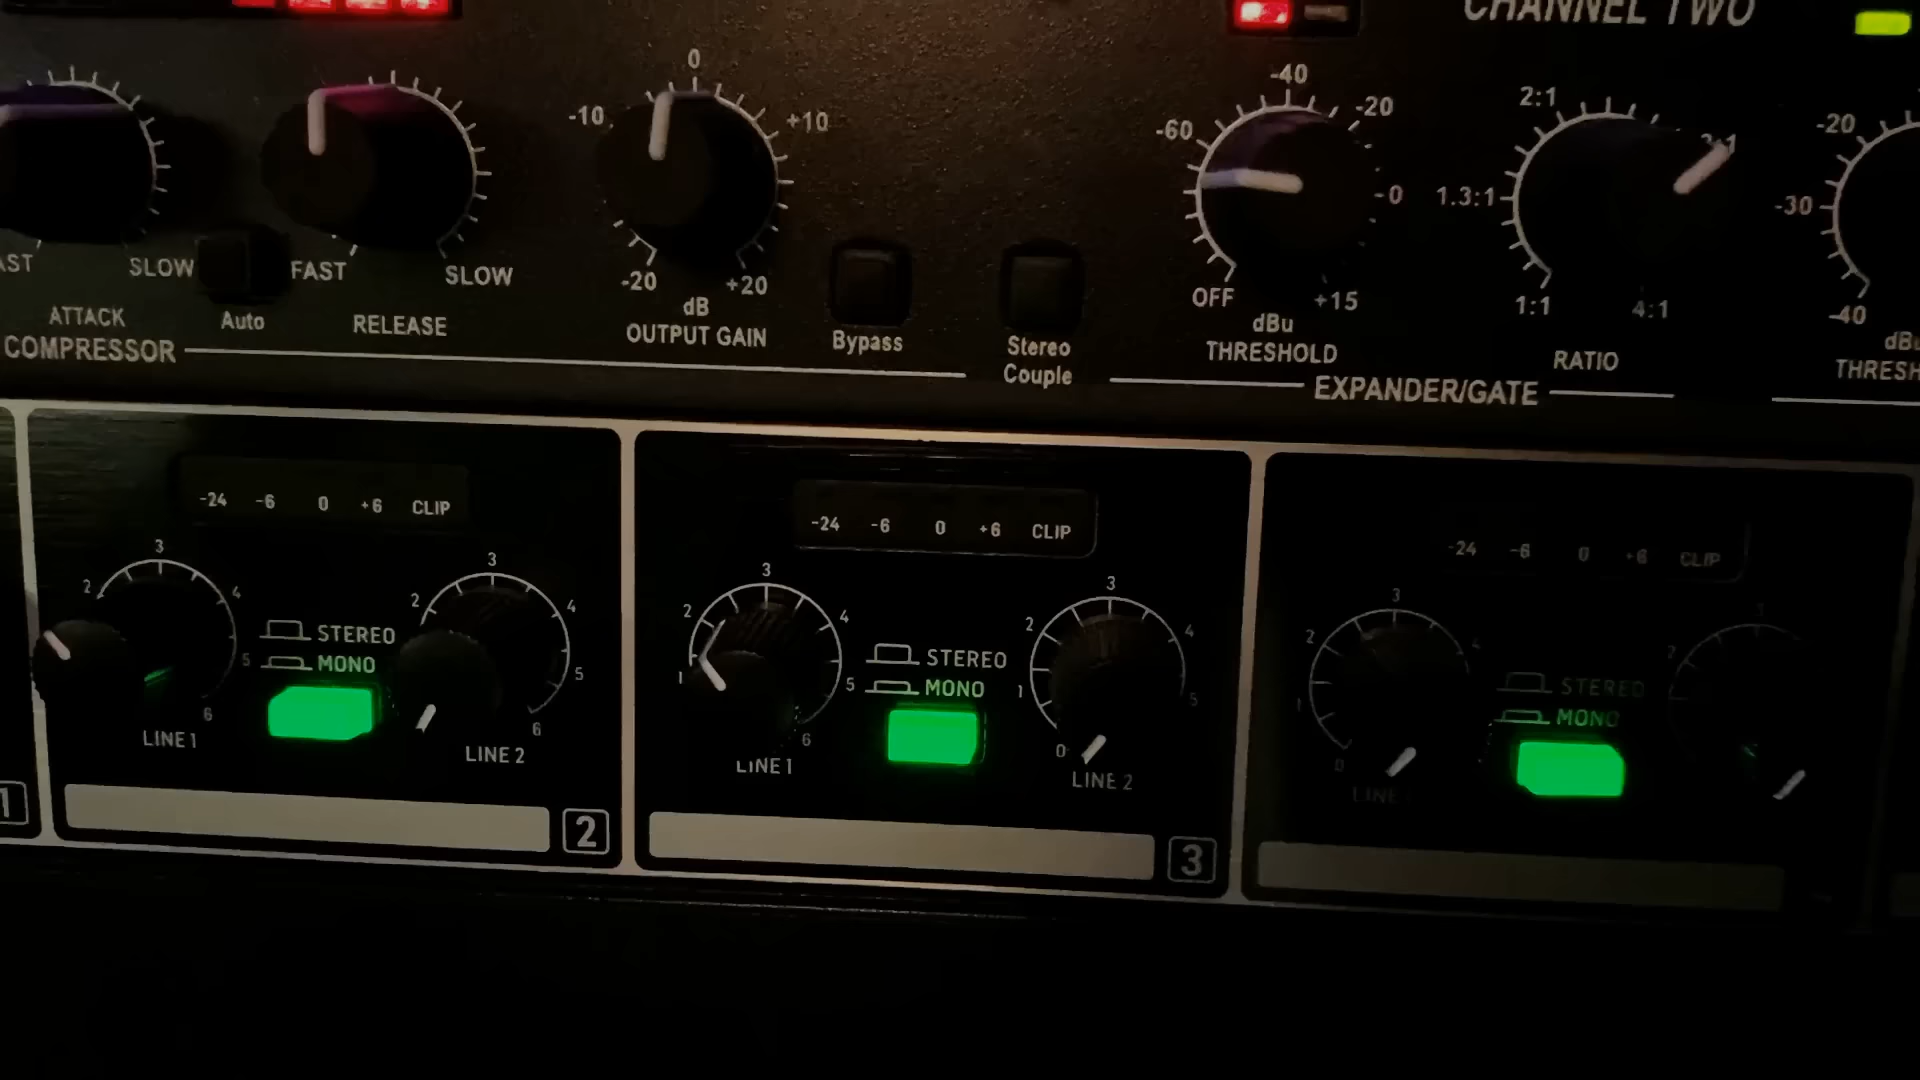 CHANNEL TWO
0
-10
+10
-20
+20
dB
OUTPUT GAIN
SLOW
ATTACK
COMPRESSOR
Auto
FAST
SLOW
RELEASE
Bypass
Stereo
Couple
-40
-60
-20
0
OFF
+15
dBu
THRESHOLD
EXPANDER/GATE
2:1
1.3:1
1:1
4:1
RATIO
-20
-30
-40
-24 -6 0 +6 CLIP
2 3 4 5 6
LINE 1
STEREO
MONO
2 3 4 5 6
LINE 2
1
2
-24 -6 0 +6 CLIP
1 2 3 4 5 6
LINE 1
STEREO
MONO
0 1 2 3 4 5
LINE 2
3
-24 -6 0 +6 CLIP
0 1 2 3 4
LINE
STEREO
MONO